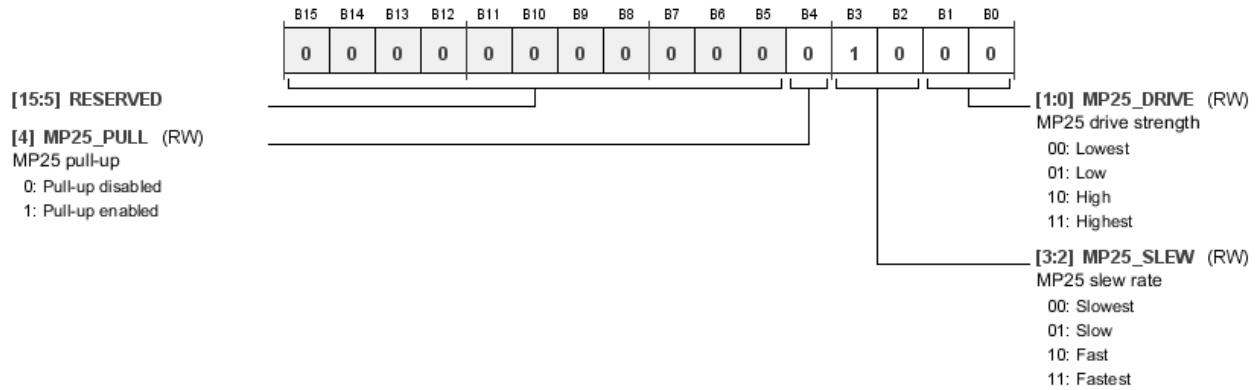 B15 B14 B13 B12 B11 B10 B9 B8 B7 B6 B5 B4 B3 B2 B1 B0
0 0 0 0 0 0 0 0 0 0 0 0 1 0 0 0
[15:5] RESERVED
[4] MP25_PULL (RW)
MP25 pull-up
0: Pull-up disabled
1: Pull-up enabled
[1:0] MP25_DRIVE (RW)
MP25 drive strength
00: Lowest
01: Low
10: High
11: Highest
[3:2] MP25_SLEW (RW)
MP25 slew rate
00: Slowest
01: Slow
10: Fast
11: Fastest